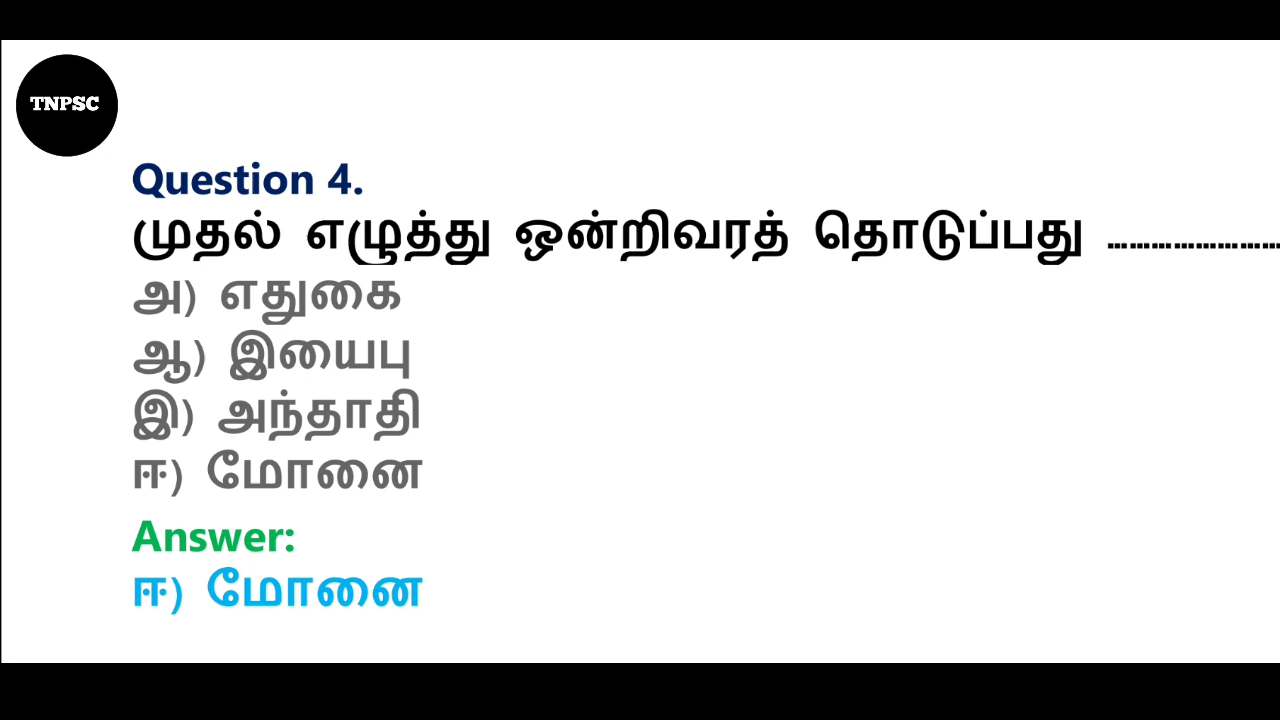 TNPSC
Question 4.
முதல் எழுத்து ஒன்றிவரத் தொடுப்பது ........................
அ) எதுகை
ஆ) இயைபு
இ) அந்தாதி
ஈ) மோனை
Answer:
ஈ) மோனை